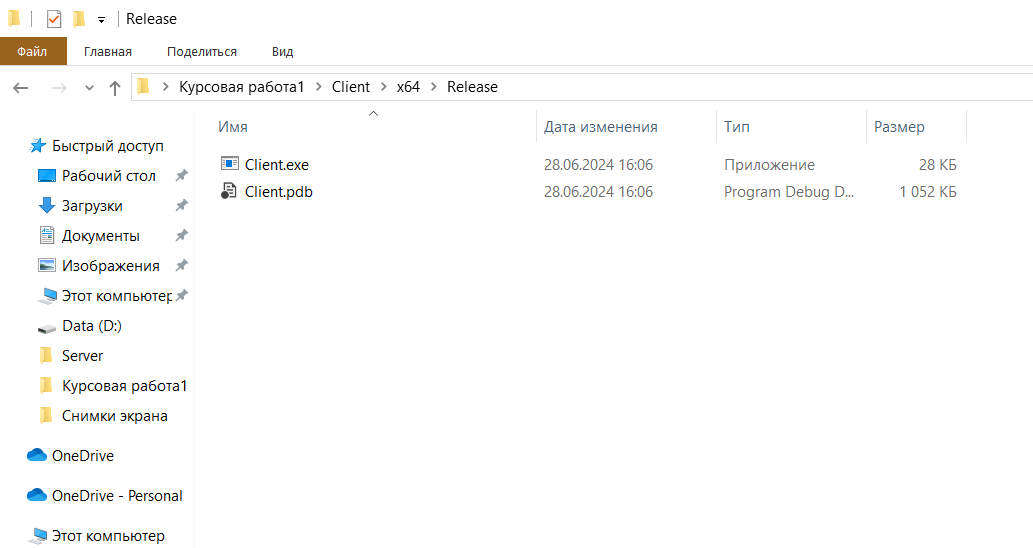 Release
Файл Главная Поделиться Вид
Курсовая работа1 Client x64 Release
Имя Дата изменения Тип Размер
Client.exe 28.06.2024 16:06 Приложение 28 КБ
Client.pdb 28.06.2024 16:06 Program Debug D... 1 052 КБ
Быстрый доступ
Рабочий стол
Загрузки
Документы
Изображения
Этот компьютер
Data (D:)
Server
Курсовая работа1
Снимки экрана
OneDrive
OneDrive - Personal
Этот компьютер